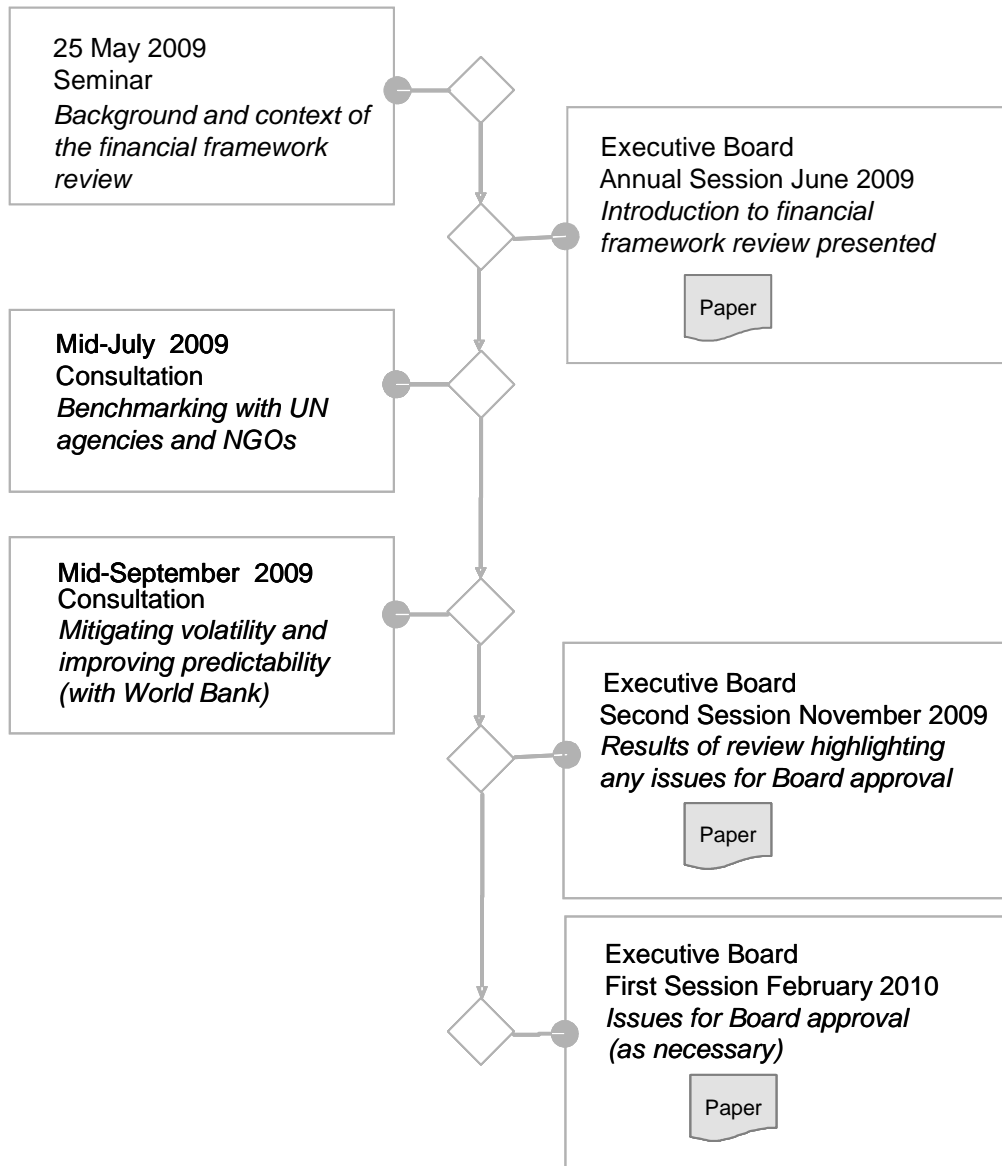 25 May 2009
Seminar
Background and context of
the financial framework
review
Executive Board
Annual Session June 2009
Introduction to financial
framework review presented
Paper
Mid-July 2009
Consultation
Benchmarking with UN
agencies and NGOs
Mid-September 2009
Consultation
Mitigating volatility and
improving predictability
(with World Bank)
Executive Board
Second Session November 2009
Results of review highlighting
any issues for Board approval
Paper
Executive Board
First Session February 2010
Issues for Board approval
(as necessary)
Paper